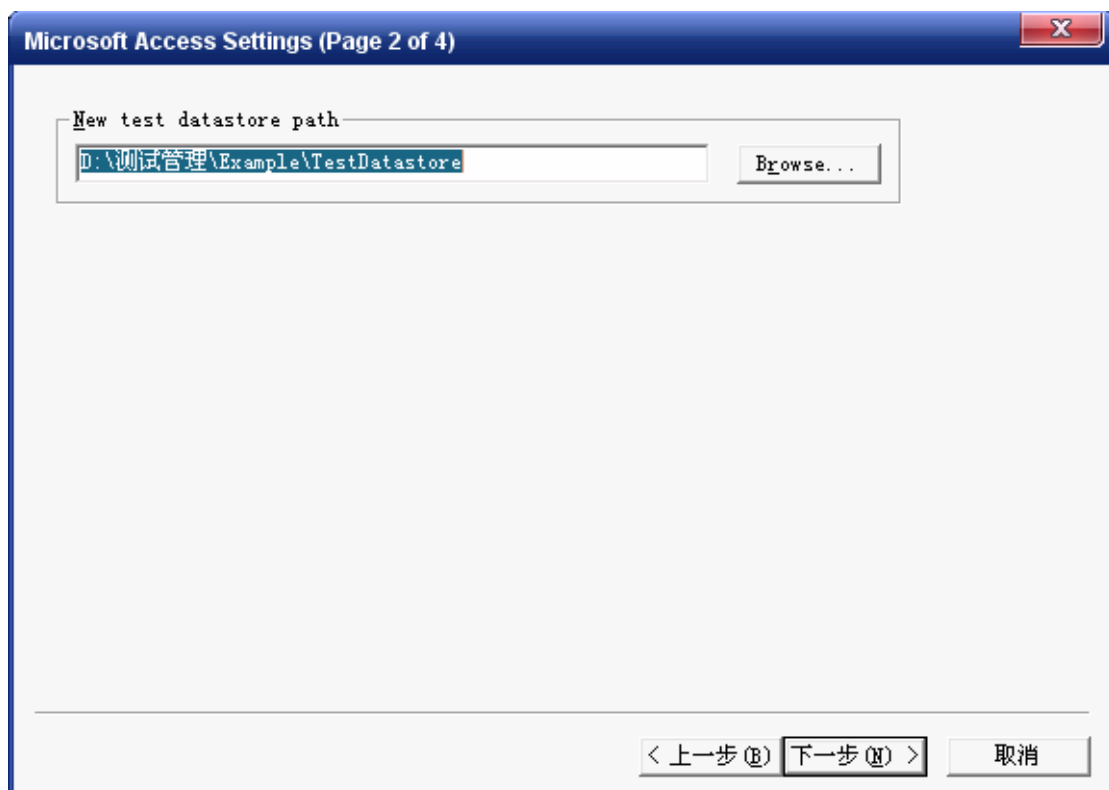 Microsoft Access Settings (Page 2 of 4)
New test datastore path
D:\测试管理\Example\TestDatastore
Browse...
< 上一步(B) 下一步(N) > 取消